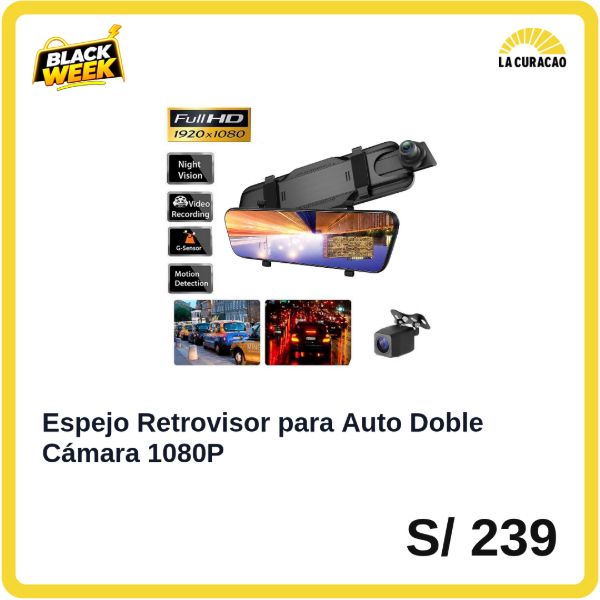 BLACK
WEEK
LA CURACAO
Full HD
1920x1080
Night
Vision
Video
Recording
G-Sensor
Motion
Detection
Espejo Retrovisor para Auto Doble
Cámara 1080P
S/ 239